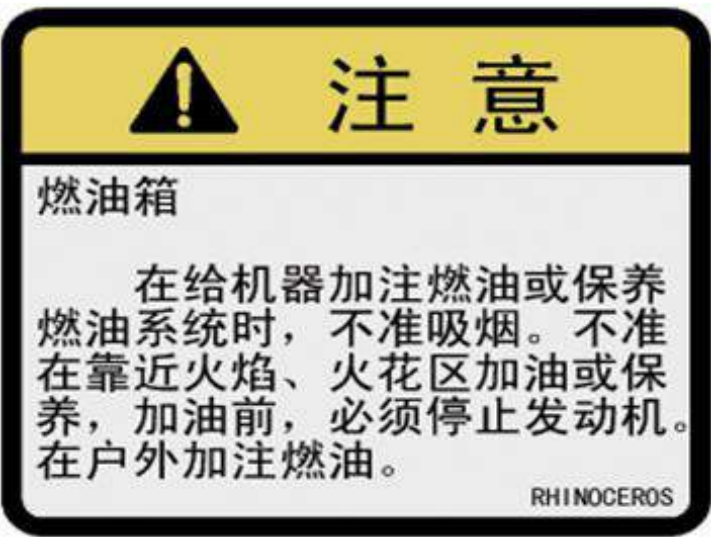 注意
燃油箱
在给机器加注燃油或保养
燃油系统时，不准吸烟。不准
在靠近火焰、火花区加油或保
养，加油前，必须停止发动机。
在户外加注燃油。
RHINOCEROS